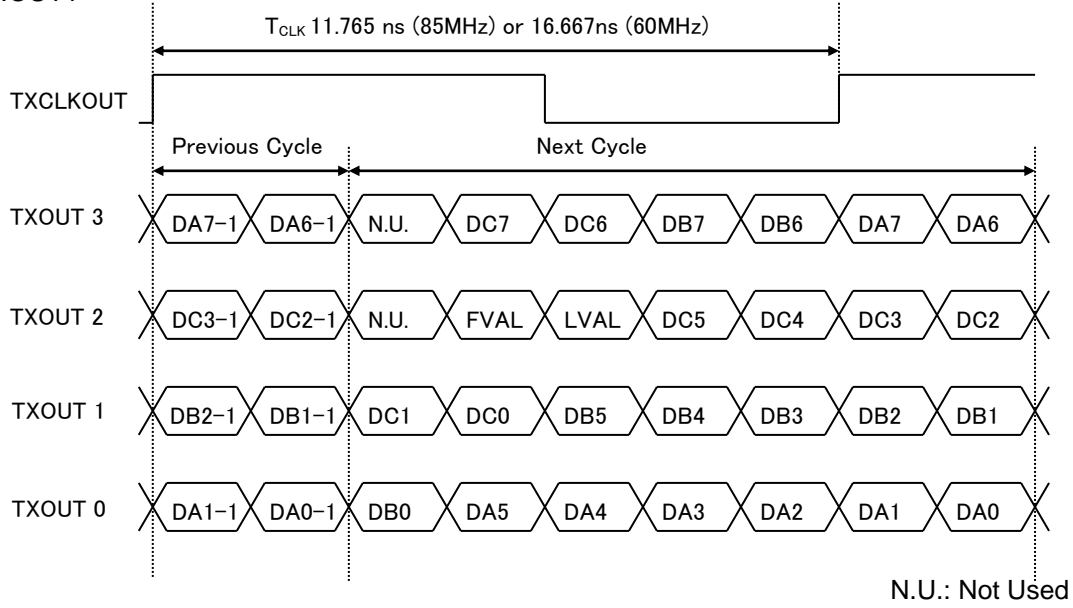 T_CLK 11.765 ns (85MHz) or 16.667ns (60MHz)
TXCLKOUT
Previous Cycle Next Cycle
TXOUT 3 DA7-1 DA6-1 N.U. DC7 DC6 DB7 DB6 DA7 DA6
TXOUT 2 DC3-1 DC2-1 N.U. FVAL LVAL DC5 DC4 DC3 DC2
TXOUT 1 DB2-1 DB1-1 DC1 DC0 DB5 DB4 DB3 DB2 DB1
TXOUT 0 DA1-1 DA0-1 DB0 DA5 DA4 DA3 DA2 DA1 DA0
N.U.: Not Used